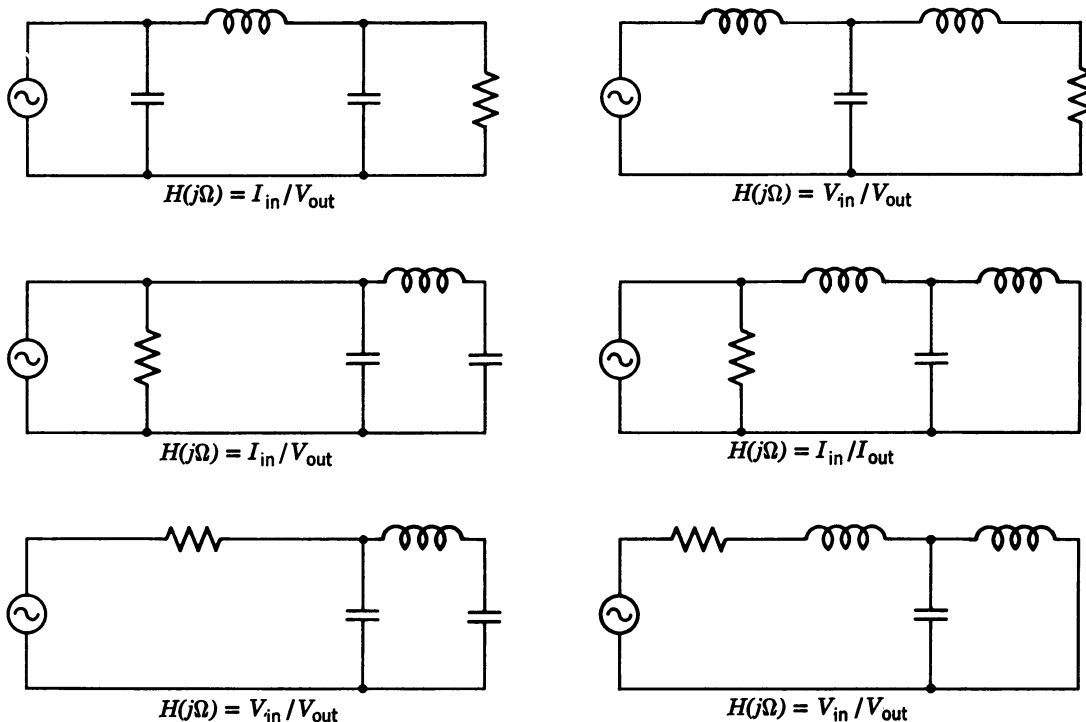 H(jΩ) = I_in / V_out
H(jΩ) = V_in / V_out
H(jΩ) = I_in / V_out
H(jΩ) = I_in / I_out
H(jΩ) = V_in / V_out
H(jΩ) = V_in / V_out